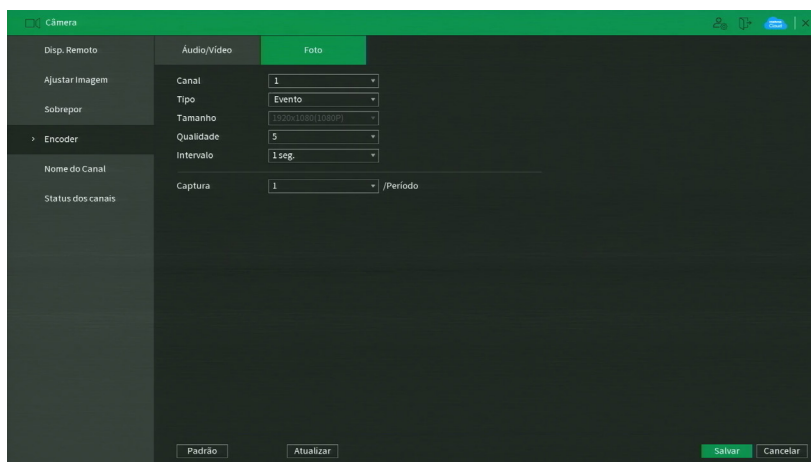 Câmera
Cloud
Disp. Remoto
Áudio/Vídeo
Foto
Ajustar Imagem
Canal
1
Tipo
Evento
Sobrepor
Tamanho
1920x1080(1080P)
> Encoder
Qualidade
5
Intervalo
1 seg.
Nome do Canal
Captura
1
/Período
Status dos canais
Padrão
Atualizar
Salvar
Cancelar